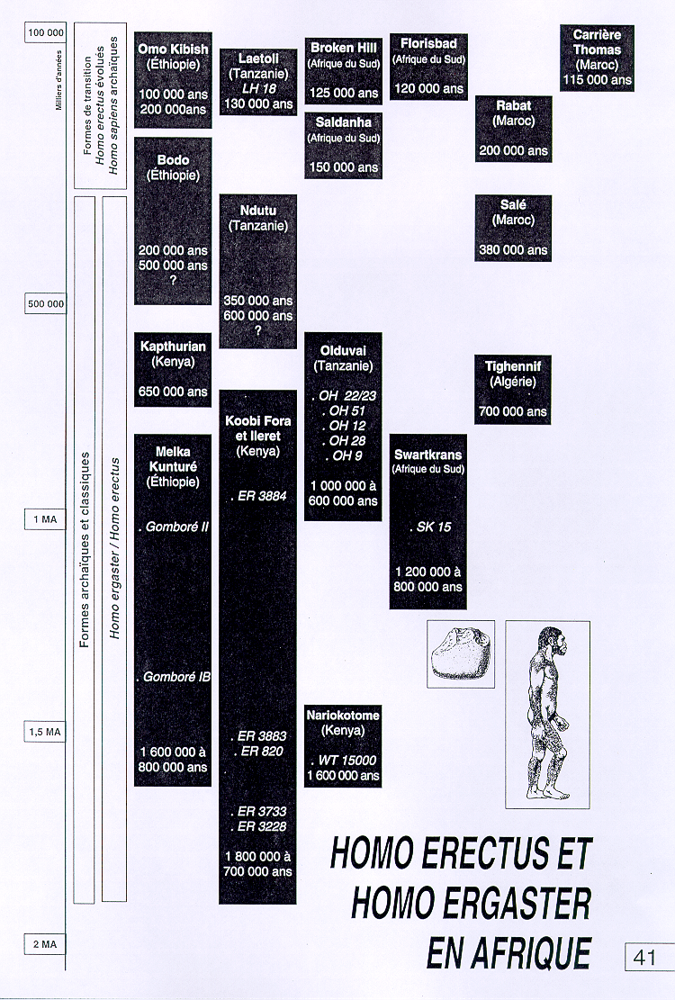 100 000
Milliers d'années
500 000
1 MA
1,5 MA
2 MA
Formes de transition
Homo erectus évolués
Homo sapiens archaïques
Formes archaïques et classiques
Homo ergaster / Homo erectus
Omo Kibish
(Éthiopie)
100 000 ans
200 000ans
Laetoli
(Tanzanie)
LH 18
130 000 ans
Broken Hill
(Afrique du Sud)
125 000 ans
Florisbad
(Afrique du Sud)
120 000 ans
Carrière
Thomas
(Maroc)
115 000 ans
Saldanha
(Afrique du Sud)
150 000 ans
Rabat
(Maroc)
200 000 ans
Bodo
(Éthiopie)
200 000 ans
500 000 ans
?
Ndutu
(Tanzanie)
350 000 ans
600 000 ans
?
Salé
(Maroc)
380 000 ans
Kapthurian
(Kenya)
650 000 ans
Olduvai
(Tanzanie)
. OH 22/23
. OH 51
. OH 12
. OH 28
. OH 9
1 000 000 à
600 000 ans
Tighennif
(Algérie)
700 000 ans
Koobi Fora
et Ileret
(Kenya)
. ER 3884
. ER 3883
. ER 820
. ER 3733
. ER 3228
1 800 000 à
700 000 ans
Melka
Kunturé
(Éthiopie)
. Gomboré II
. Gomboré IB
1 600 000 à
800 000 ans
Swartkrans
(Afrique du Sud)
. SK 15
1 200 000 à
800 000 ans
Nariokotome
(Kenya)
. WT 15000
1 600 000 ans
HOMO ERECTUS ET
HOMO ERGASTER
EN AFRIQUE
41